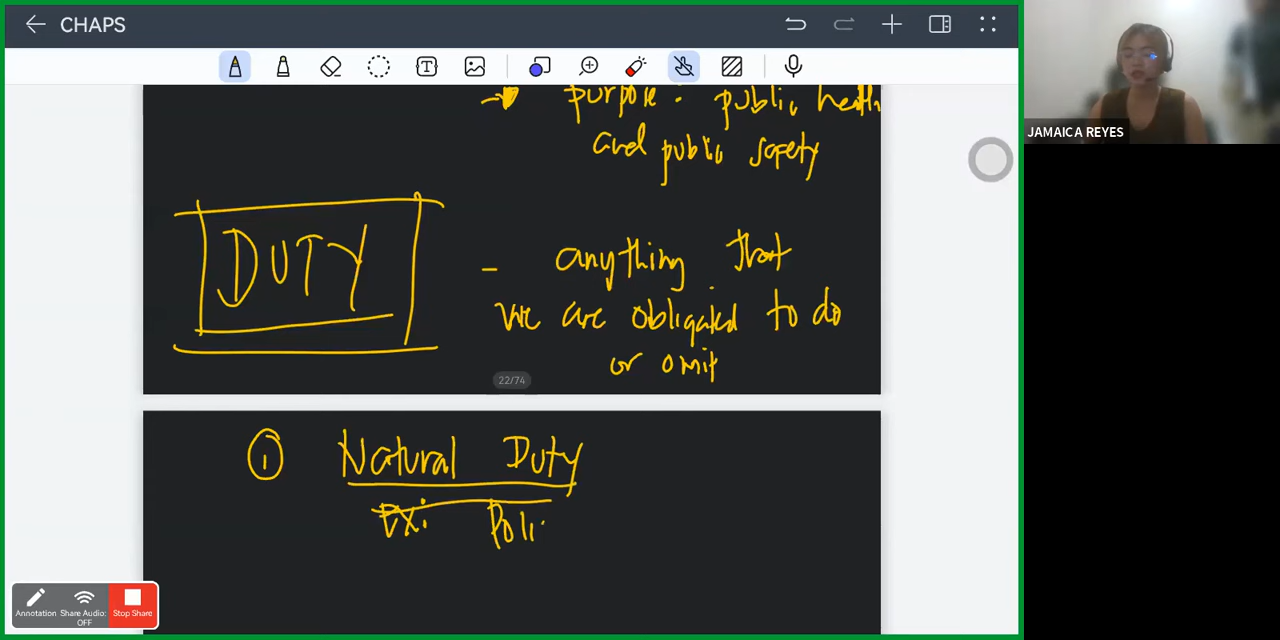 CHAPS
JAMAICA REYES
→ purpose: public health
and public safety
DUTY
- anything that
we are obligated to do
or omit
22/74
① Natural Duty
Ex: Poli
Annotation
Share Audio: OFF
Stop Share